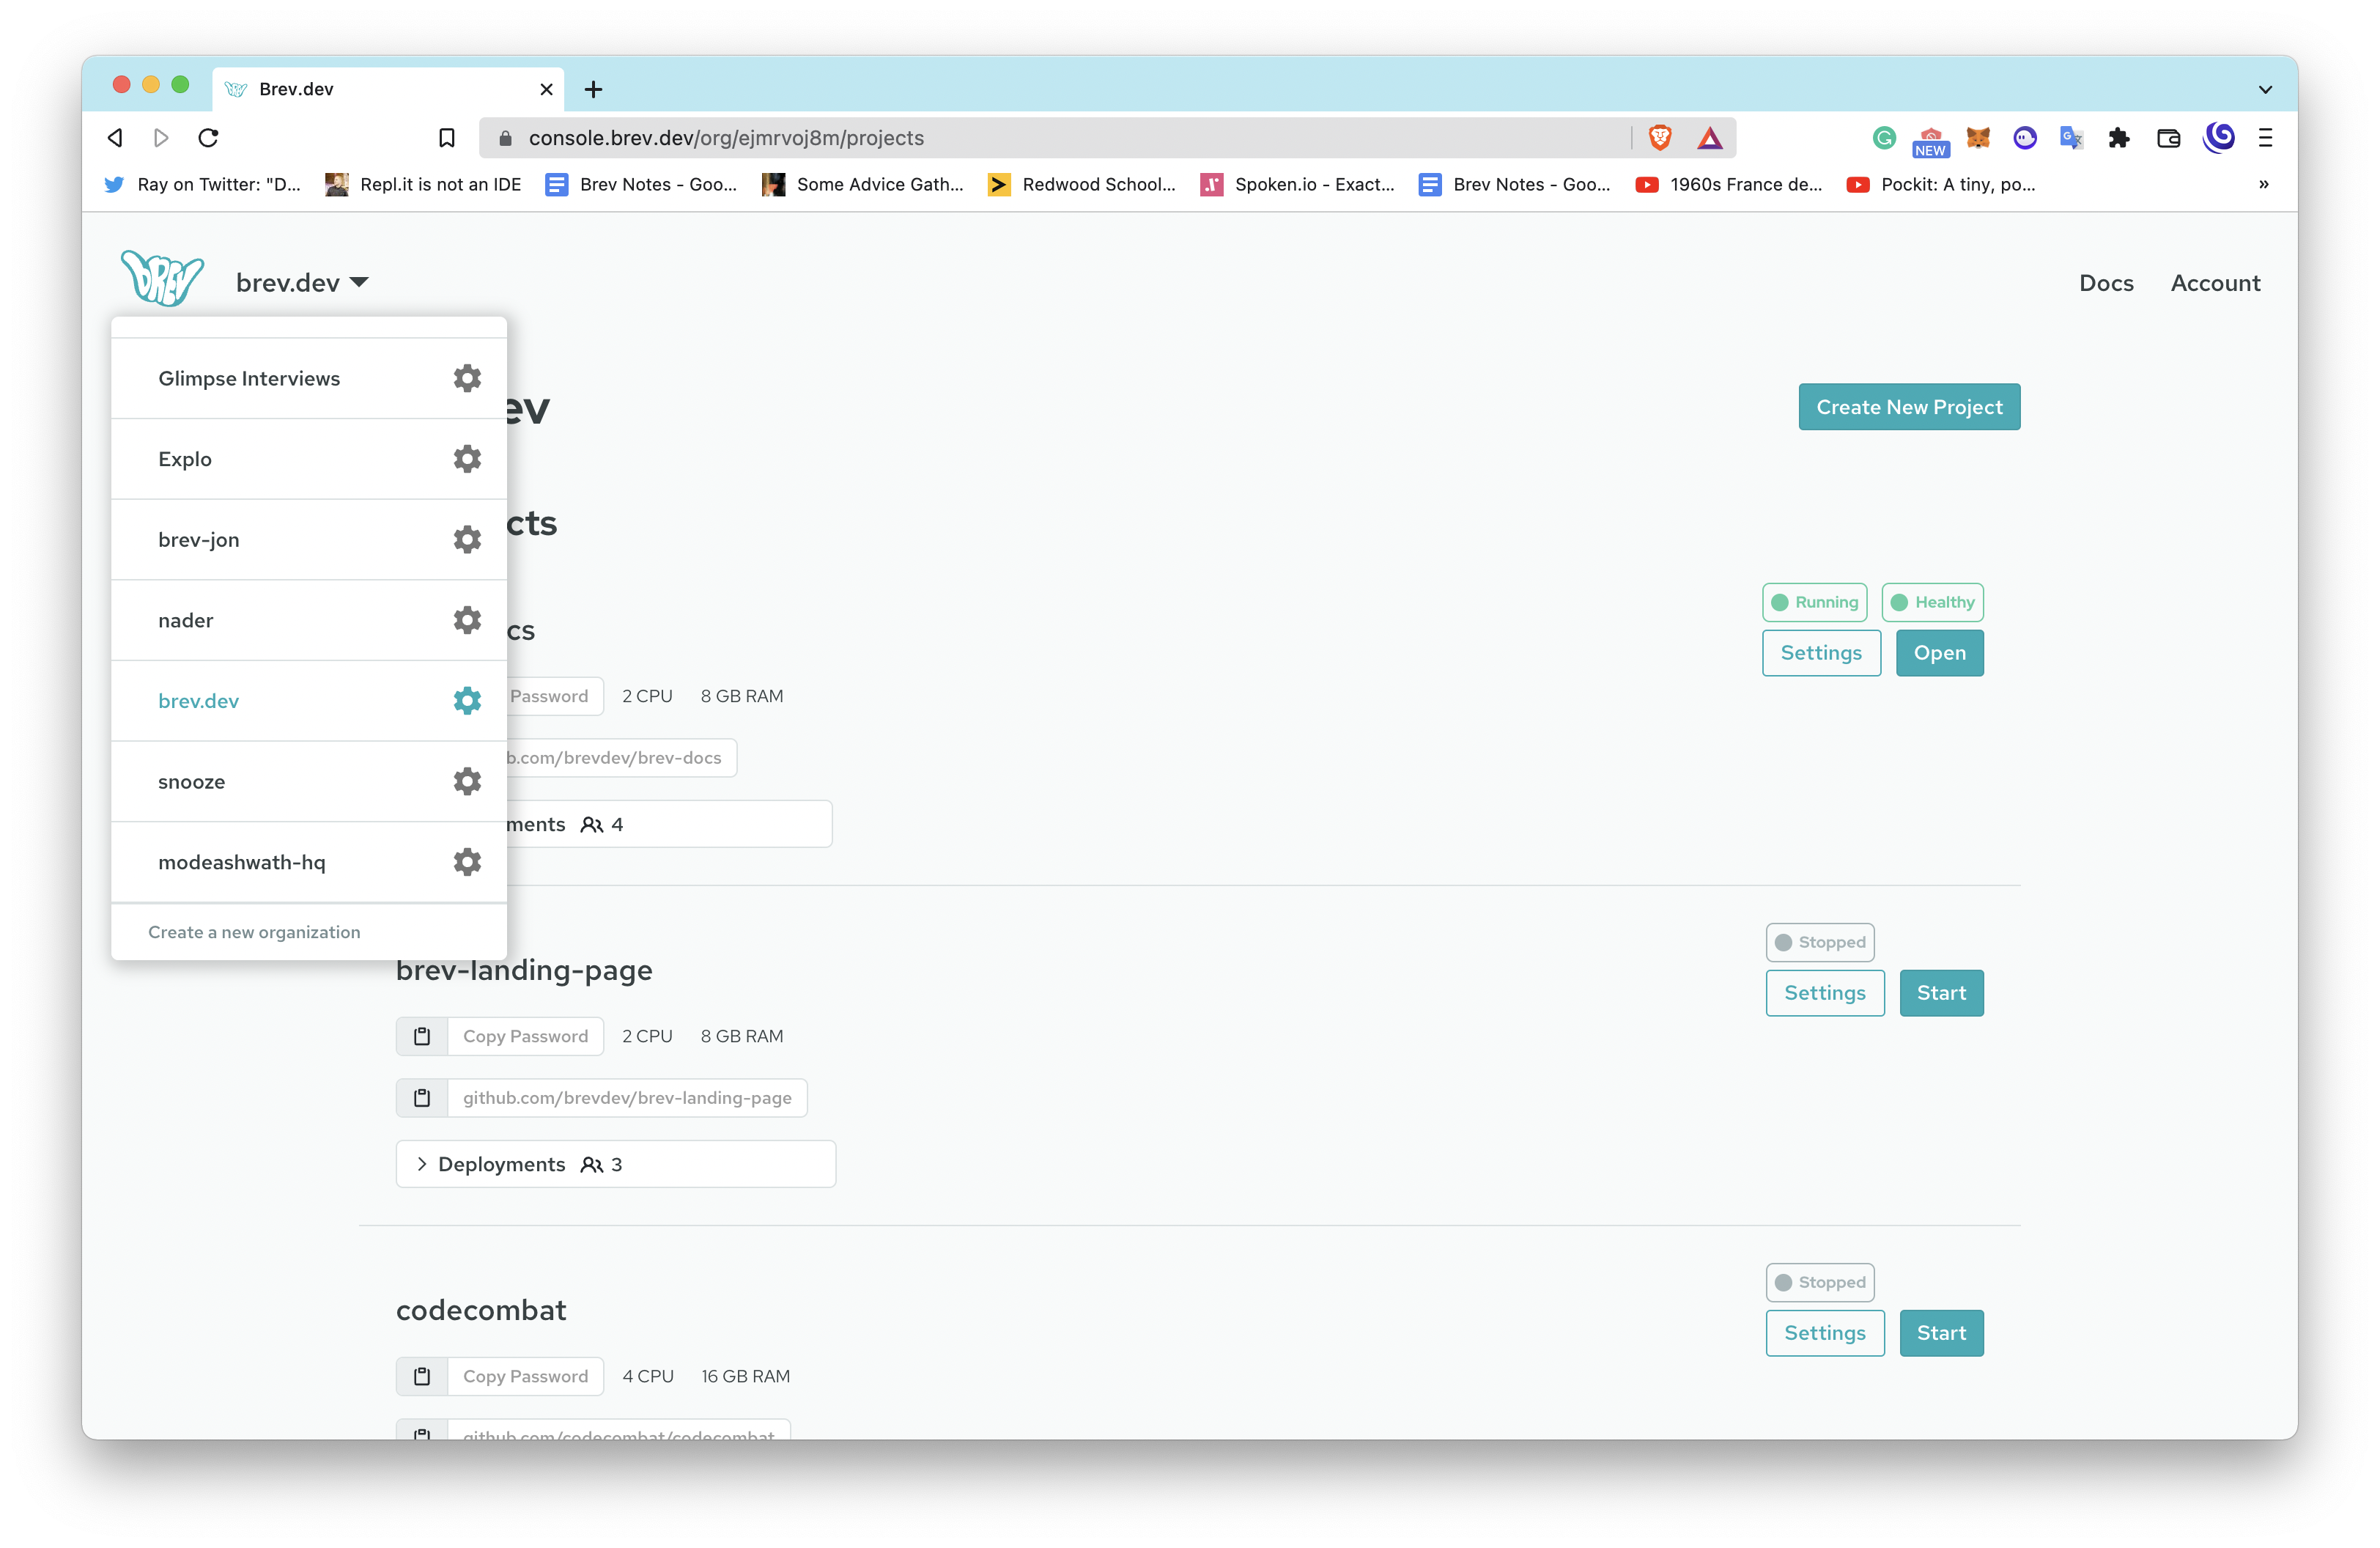 Brev.dev
console.brev.dev/org/ejmrvoj8m/projects
NEW
Ray on Twitter: "D...
Repl.it is not an IDE
Brev Notes - Goo...
Some Advice Gath...
Redwood School...
Spoken.io - Exact...
Brev Notes - Goo...
1960s France de...
Pockit: A tiny, po...
BREV
brev.dev
Docs
Account
Glimpse Interviews
Explo
brev-jon
nader
brev.dev
snooze
modeashwath-hq
Create a new organization
ev
Create New Project
cts
cs
Running
Healthy
Settings
Open
Password
2 CPU
8 GB RAM
b.com/brevdev/brev-docs
ments
4
brev-landing-page
Stopped
Settings
Start
Copy Password
2 CPU
8 GB RAM
github.com/brevdev/brev-landing-page
Deployments
3
codecombat
Stopped
Settings
Start
Copy Password
4 CPU
16 GB RAM
github.com/codecombat/codecombat